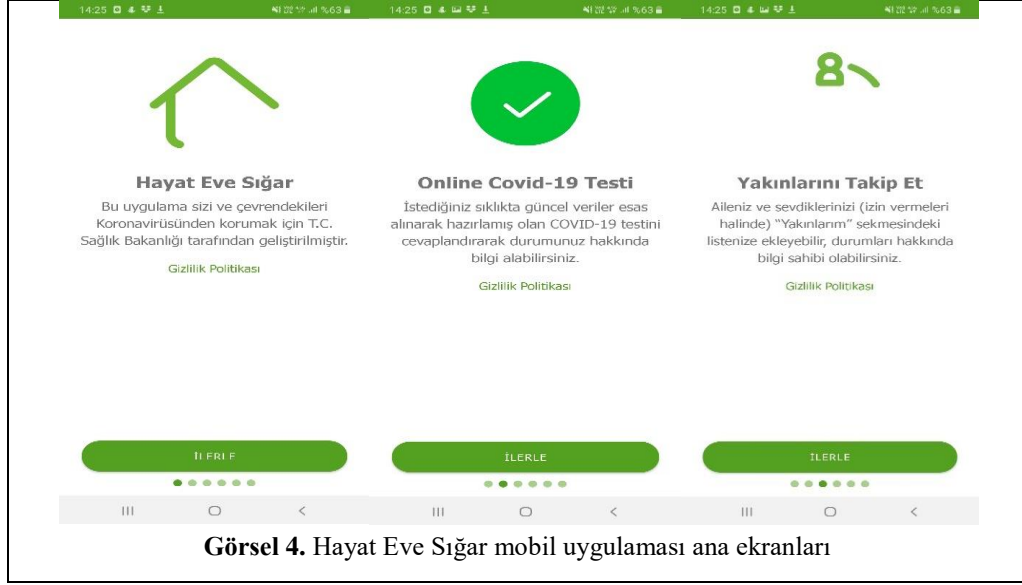 14:25
%63
14:25
%63
14:25
%63
Hayat Eve Sığar
Bu uygulama sizi ve çevrendekileri
Koronavirüsünden korumak için T.C.
Sağlık Bakanlığı tarafından geliştirilmiştir.
Gizlilik Politikası
İLERLE
Online Covid-19 Testi
İstediğiniz sıklıkta güncel veriler esas
alınarak hazırlamış olan COVID-19 testini
cevaplandırarak durumunuz hakkında
bilgi alabilirsiniz.
Gizlilik Politikası
İLERLE
Yakınlarını Takip Et
Aileniz ve sevdiklerinizi (izin vermeleri
halinde) “Yakınlarım” sekmesindeki
listenize ekleyebilir, durumları hakkında
bilgi sahibi olabilirsiniz.
Gizlilik Politikası
İLERLE
Görsel 4. Hayat Eve Sığar mobil uygulaması ana ekranları